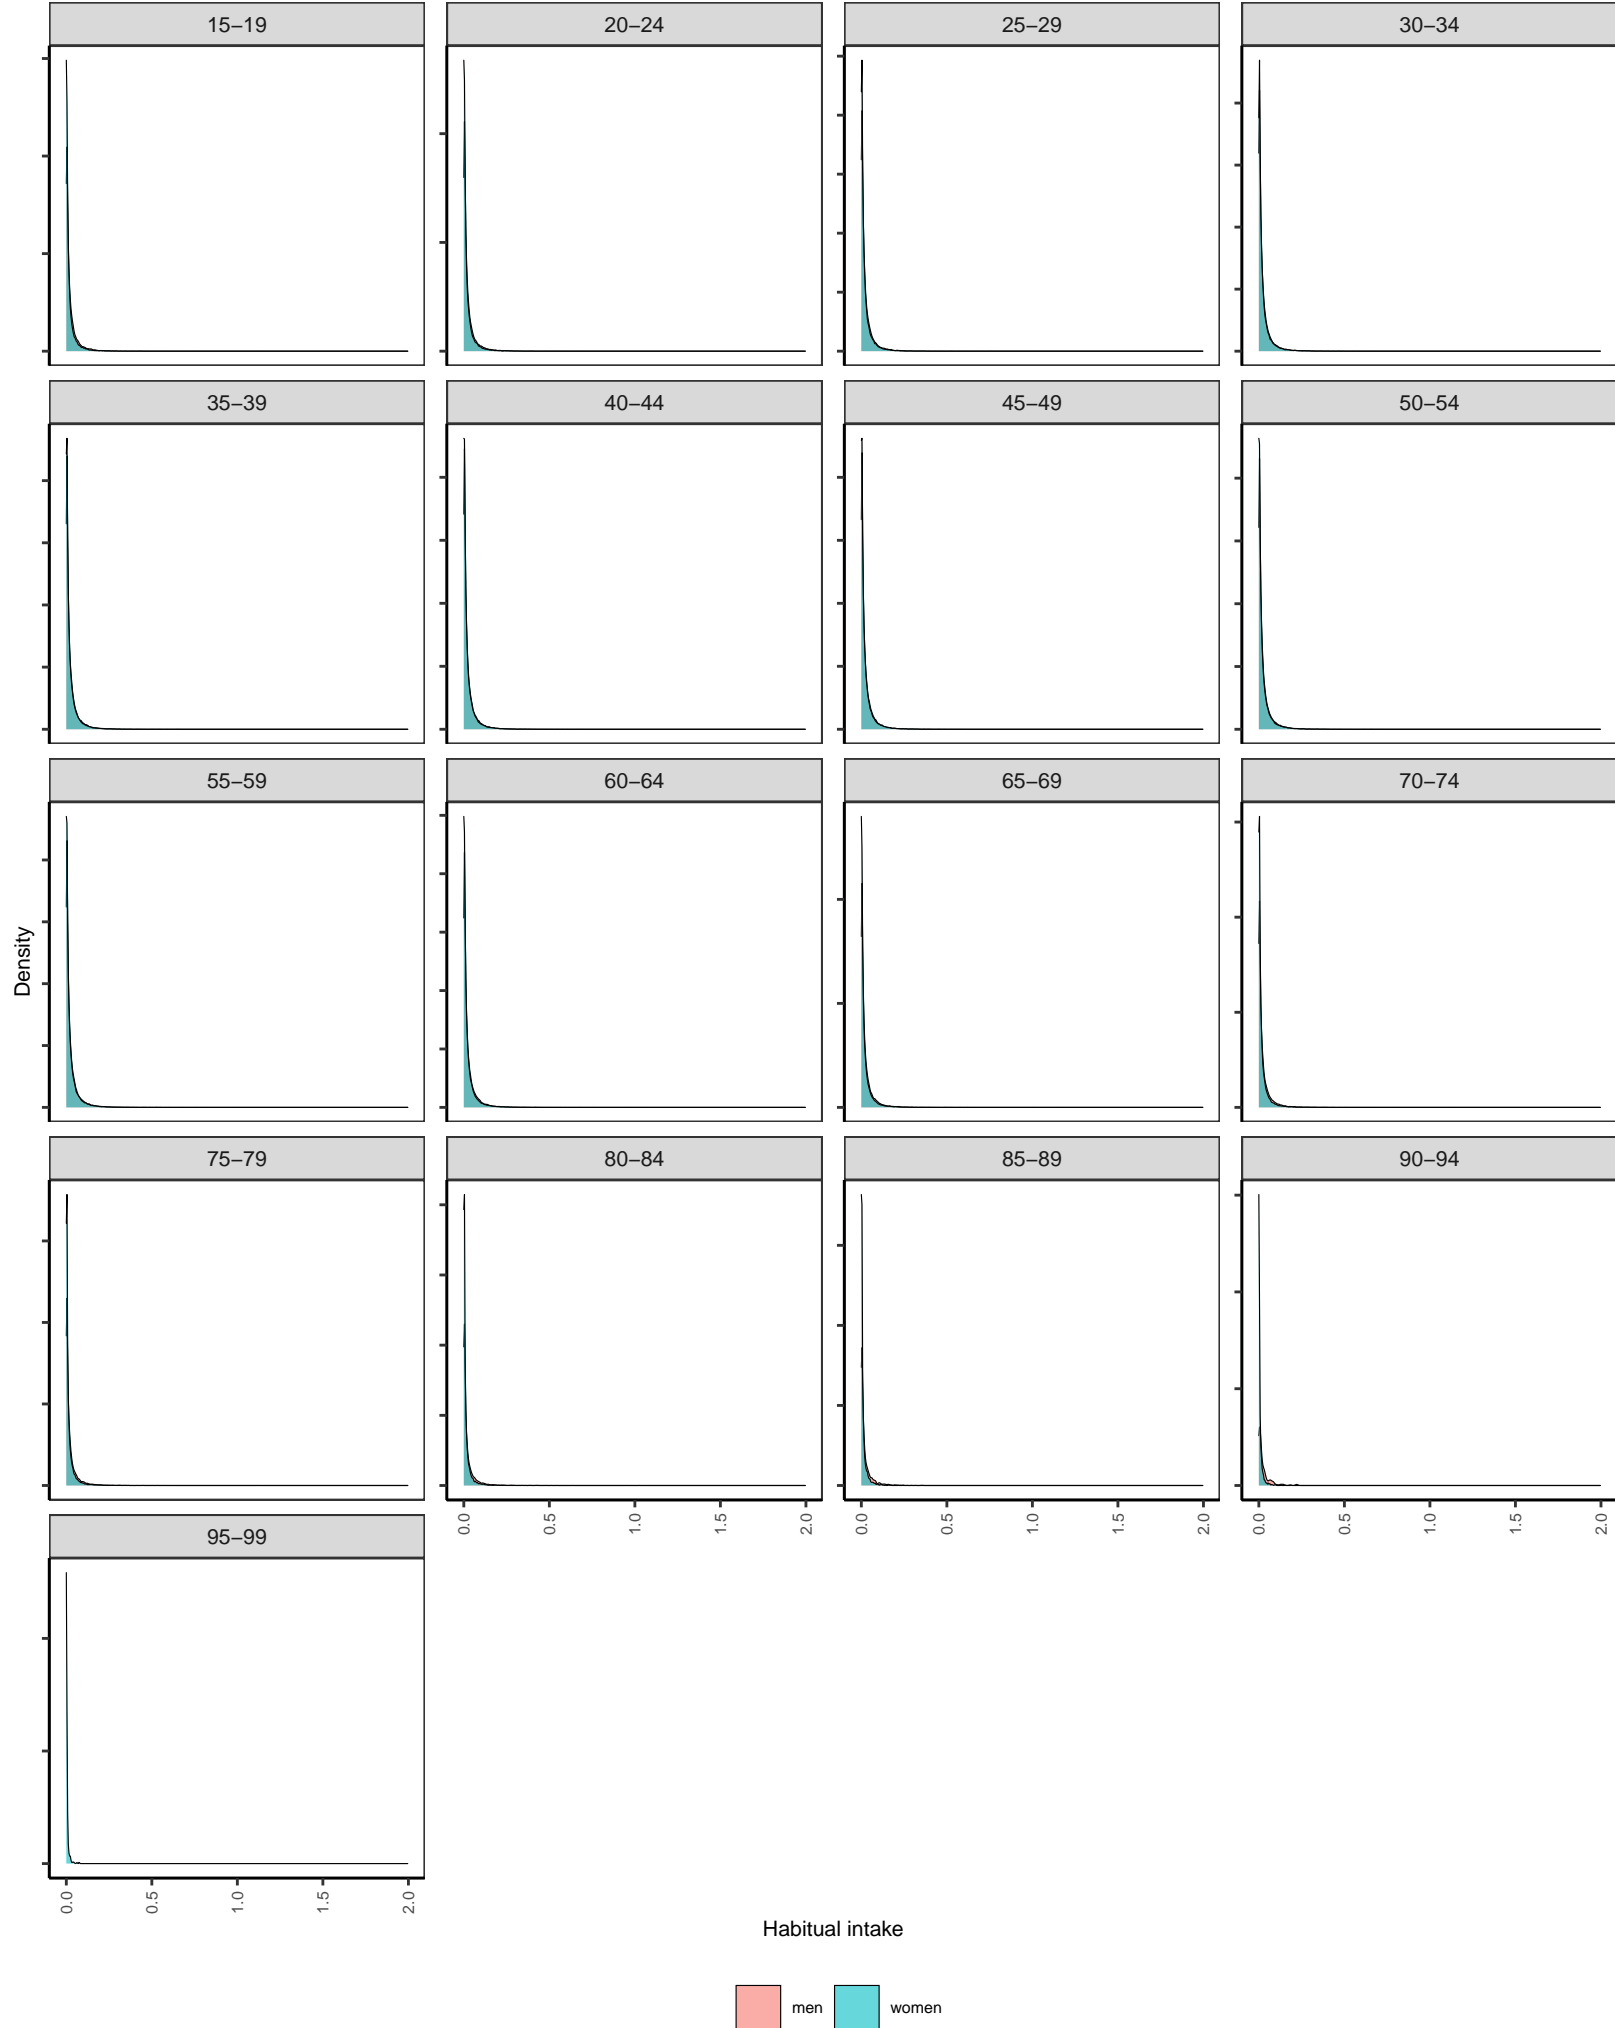 15–19 20–24 25–29 30–34
35–39 40–44 45–49 50–54
55–59 60–64 65–69 70–74
Density
75–79 80–84 85–89 90–94
0.0 0.5 1.0 1.5 2.0 0.0 0.5 1.0 1.5 2.0 0.0 0.5 1.0 1.5 2.0
95–99
0.0 0.5 1.0 1.5 2.0
Habitual intake
men women